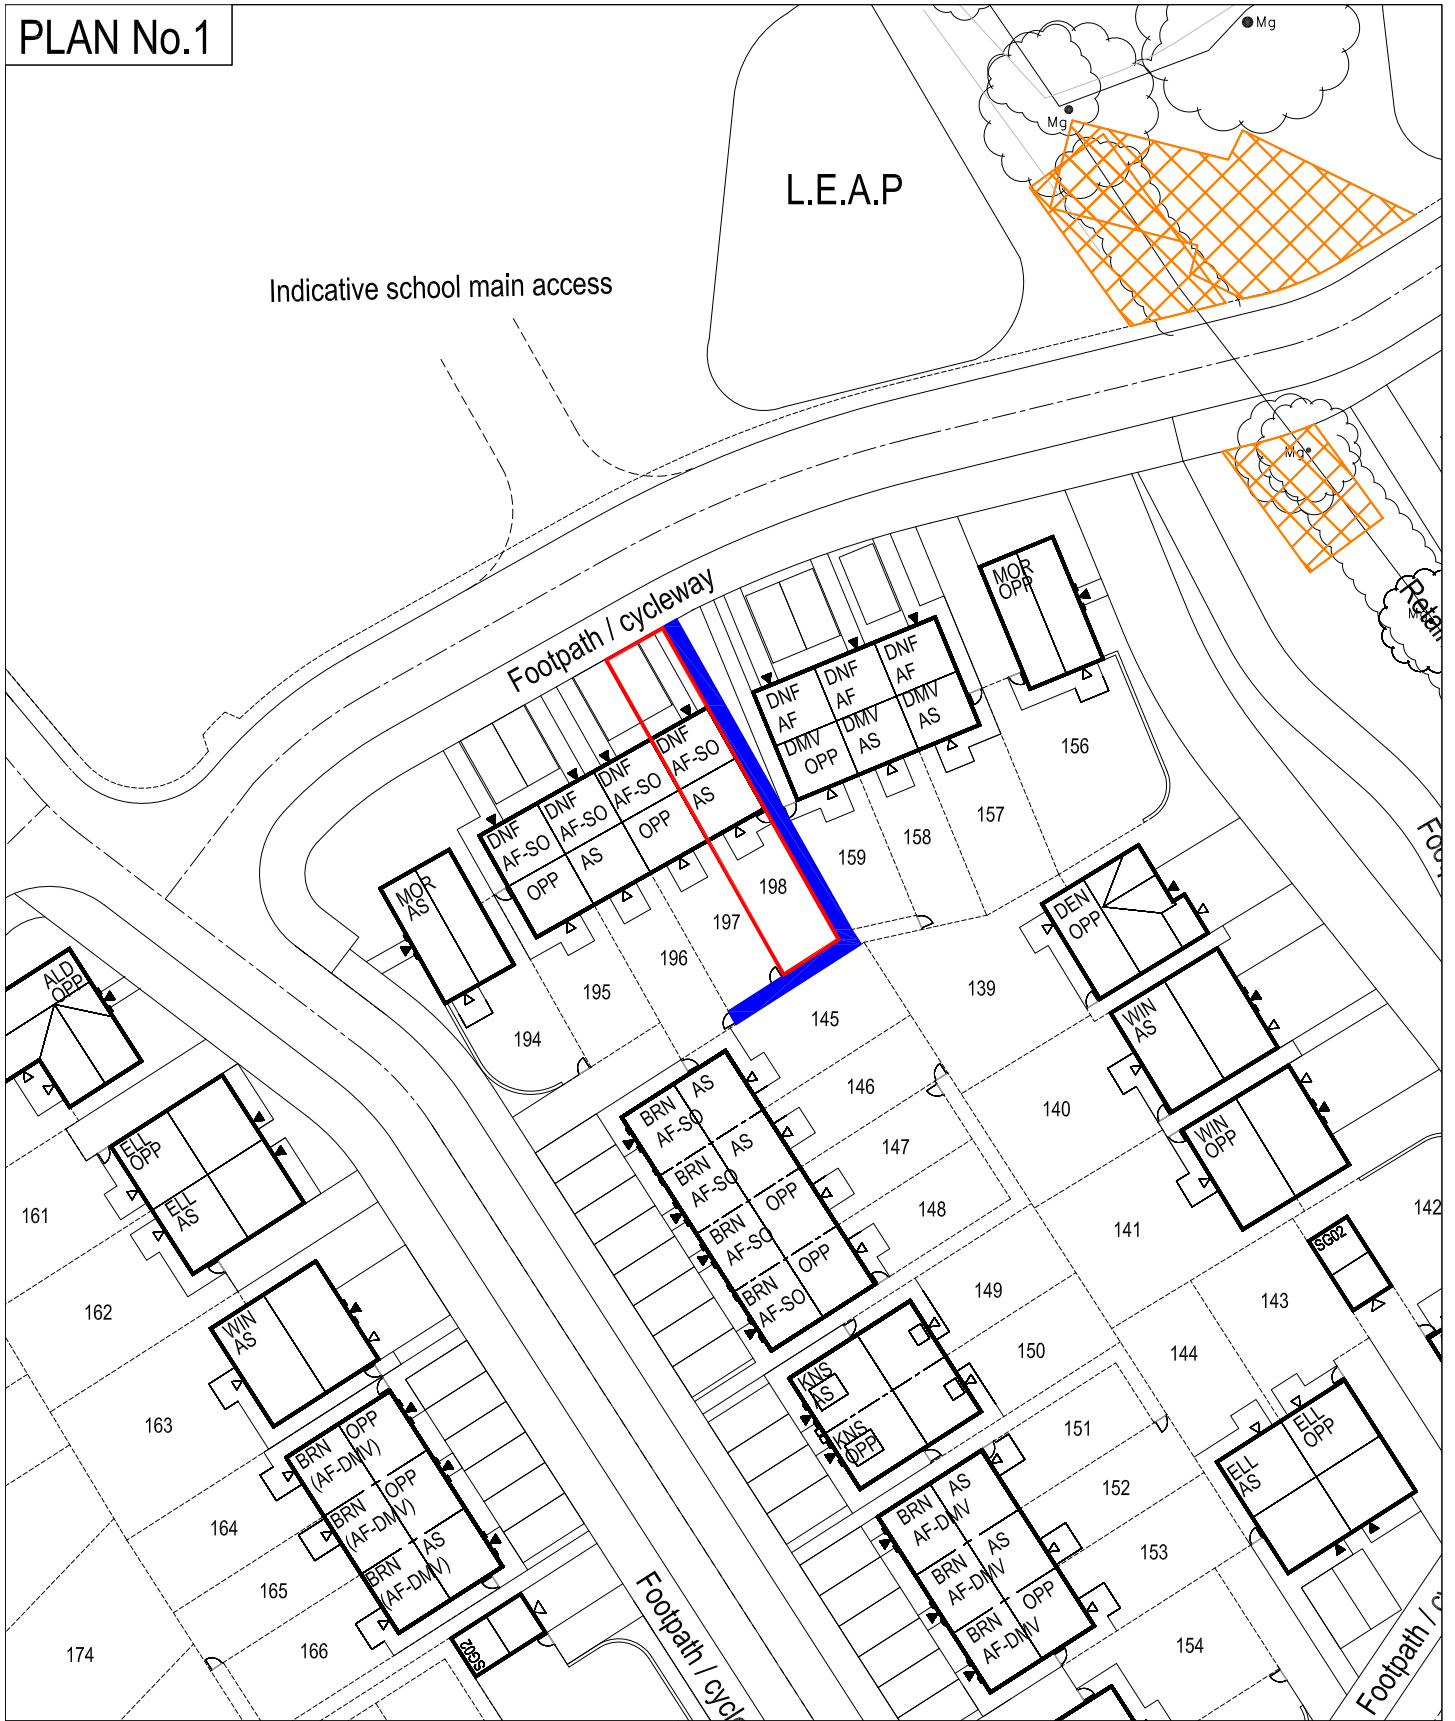 PLAN No.1
Mg
Mg
L.E.A.P
Indicative school main access
Mg
Footpath / cycleway
MOR
OPP
DNF
AF
DNF
AF
DNF
AF
DMV
OPP
DMV
AS
DMV
AS
156
157
158
159
DNF
AF-SO
DNF
AF-SO
DNF
AF-SO
DNF
AF-SO
OPP
AS
OPP
AS
MOR
AS
198
197
196
195
194
DEN
OPP
ALD
OPP
139
145
WIN
AS
146
140
147
WIN
OPP
148
141
142
BRN
AF-SO
AS
BRN
AF-SO
AS
BRN
AF-SO
OPP
BRN
AF-SO
OPP
ELL
OPP
ELL
AS
161
162
SG02
149
143
150
144
WIN
AS
KNS
AS
KNS
OPP
163
151
152
153
154
ELL
AS
ELL
OPP
BRN
(AF-DMV)
OPP
BRN
(AF-DMV)
OPP
BRN
(AF-DMV)
AS
164
165
166
174
SG02
BRN
AF-DMV
AS
BRN
AF-DMV
AS
BRN
AF-DMV
OPP
Footpath / cycle
Footpath / c